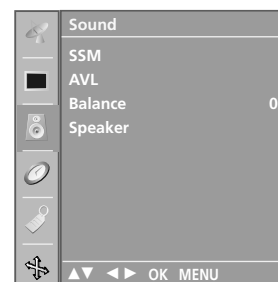 Sound
SSM
AVL
Balance 0
Speaker
▲▼ ◄► OK MENU